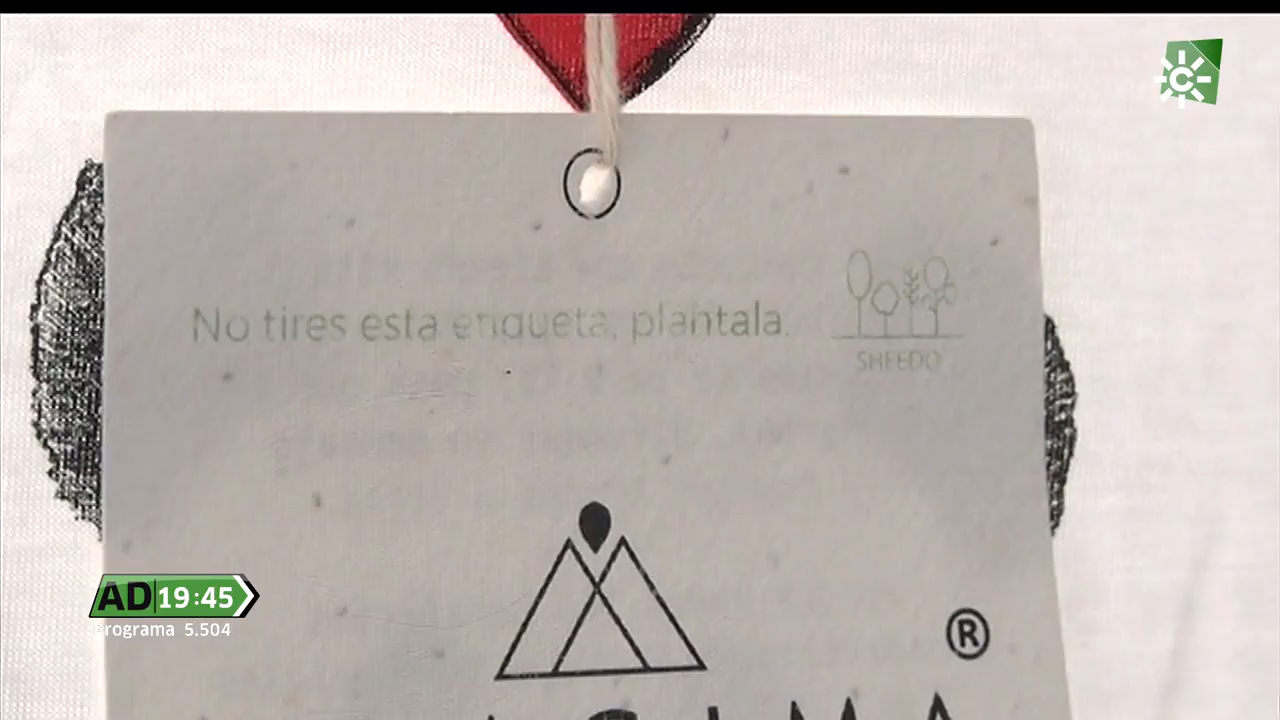 No tires esta etiqueta, plántala.
SHEEDO
AD 19:45
Programa 5.504
®